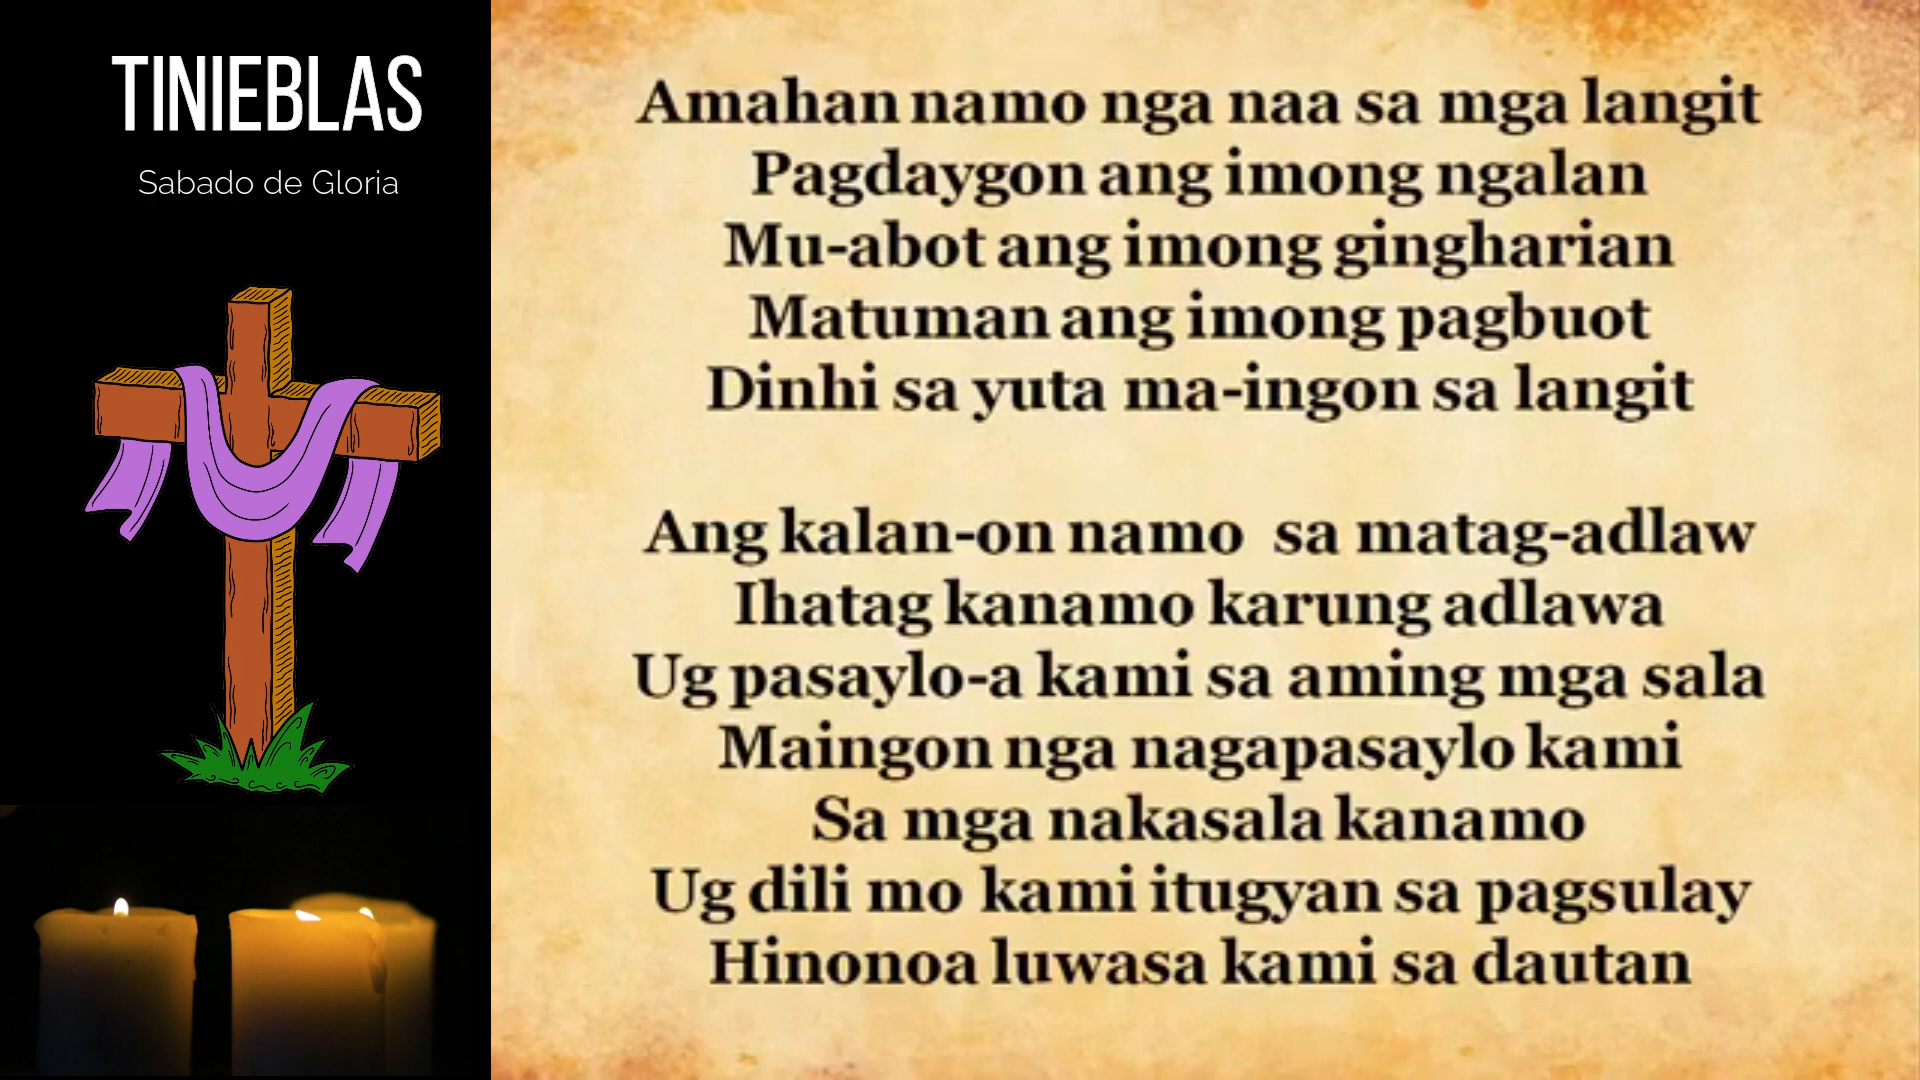 TINIEBLAS
Sabado de Gloria
Amahan namo nga naa sa mga langit
Pagdaygon ang imong ngalan
Mu-abot ang imong gingharian
Matuman ang imong pagbuot
Dinhi sa yuta ma-ingon sa langit
Ang kalan-on namo sa matag-adlaw
Ihatag kanamo karung adlawa
Ug pasaylo-a kami sa aming mga sala
Maingon nga nagapasaylo kami
Sa mga nakasala kanamo
Ug dili mo kami itugyan sa pagsulay
Hinonoa luwasa kami sa dautan